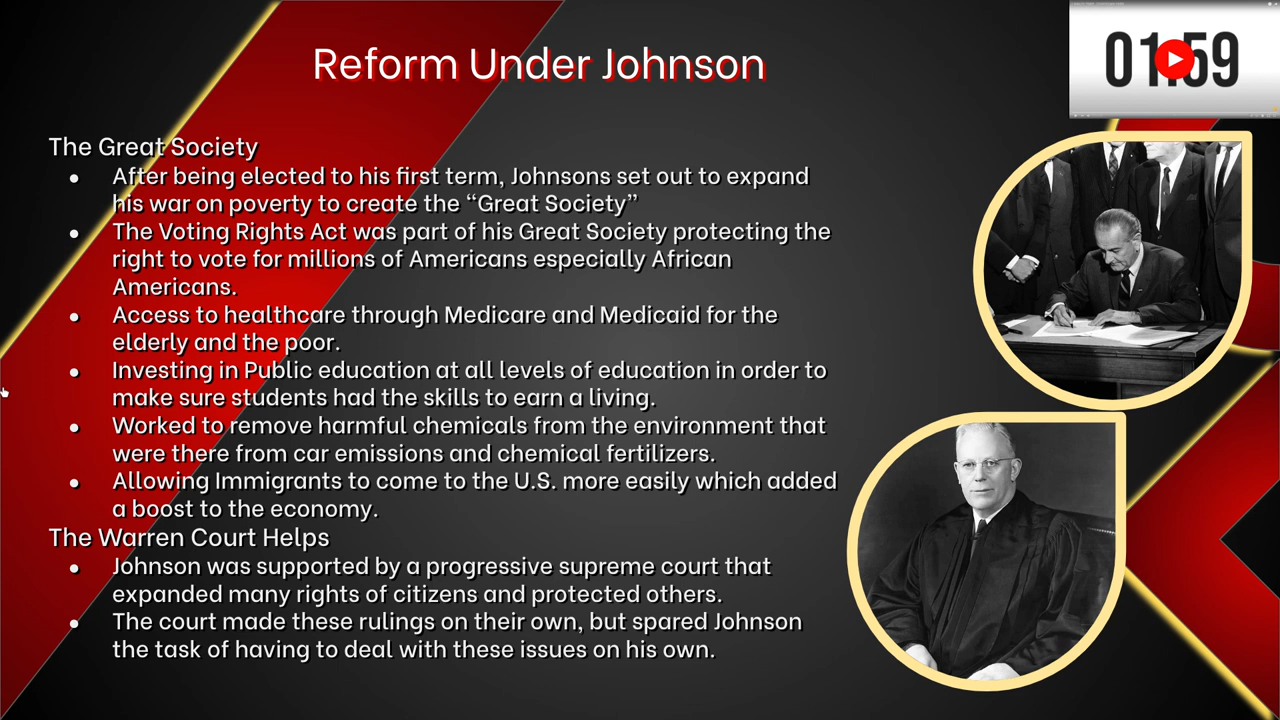 Reform Under Johnson
01:59
The Great Society
After being elected to his first term, Johnsons set out to expand
his war on poverty to create the “Great Society”
The Voting Rights Act was part of his Great Society protecting the
right to vote for millions of Americans especially African
Americans.
Access to healthcare through Medicare and Medicaid for the
elderly and the poor.
Investing in Public education at all levels of education in order to
make sure students had the skills to earn a living.
Worked to remove harmful chemicals from the environment that
were there from car emissions and chemical fertilizers.
Allowing Immigrants to come to the U.S. more easily which added
a boost to the economy.
The Warren Court Helps
Johnson was supported by a progressive supreme court that
expanded many rights of citizens and protected others.
The court made these rulings on their own, but spared Johnson
the task of having to deal with these issues on his own.